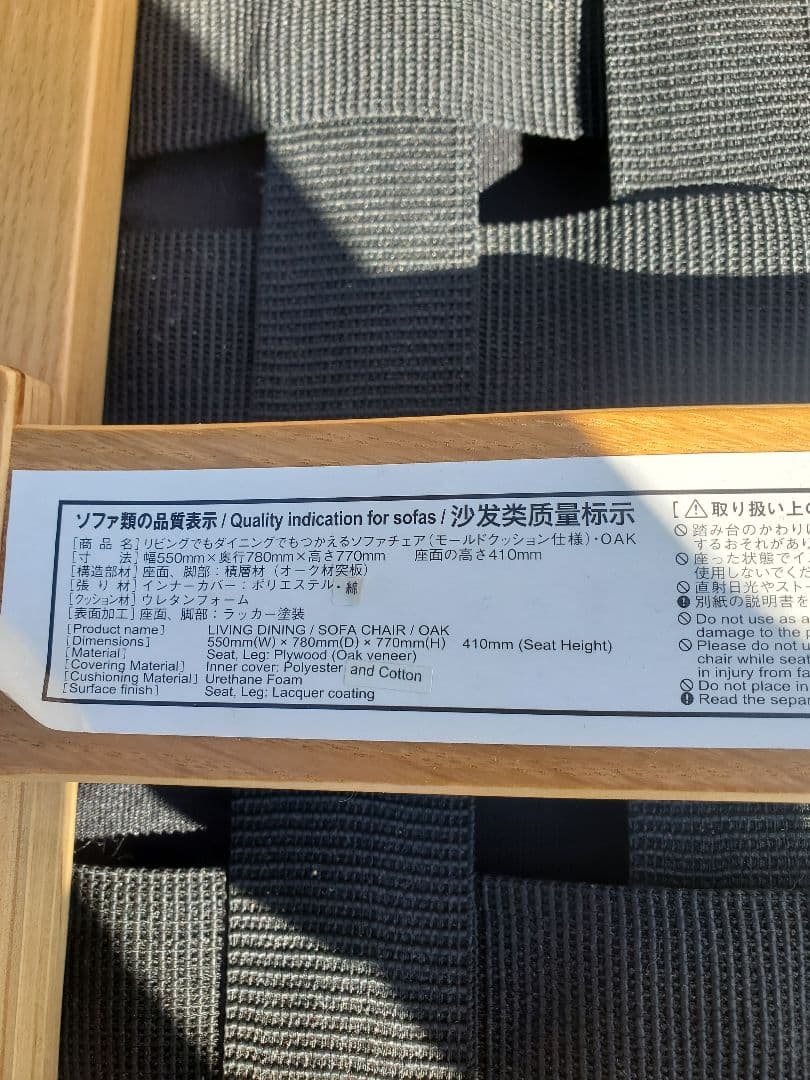 ソファ類の品質表示 / Quality indication for sofas / 沙发类质量标示
[商 品 名] リビングでもダイニングでもつかえるソファチェア(モールドクッション仕様)・OAK
[寸 法] 幅550mm×奥行780mm×高さ770mm 座面の高さ410mm
[構造部材] 座面、脚部:積層材(オーク材突板)
[張 り 材] インナーカバー:ポリエステル・綿
[クッション材] ウレタンフォーム
[表面加工] 座面、脚部:ラッカー塗装
[Product name] LIVING DINING / SOFA CHAIR / OAK
[Dimensions] 550mm(W) × 780mm(D) × 770mm(H) 410mm (Seat Height)
[Material] Seat, Leg: Plywood (Oak veneer)
[Covering Material] Inner cover: Polyester and Cotton
[Cushioning Material] Urethane Foam
[Surface finish] Seat, Leg: Lacquer coating
[⚠取り扱い上の
踏み台のかわりに
するおそれがあり
座った状態でイ
使用しないでくだ
直射日光やスト
別紙の説明書を
Do not use as a
damage to the p
Please do not u
chair while seat
in injury from fa
Do not place in
Read the separ